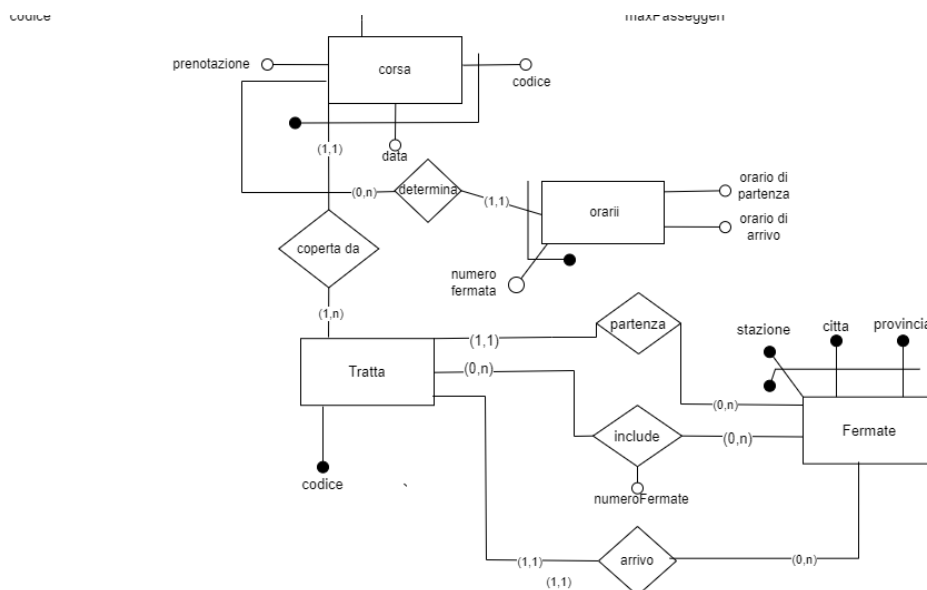 codice
maxPasseggeri
prenotazione
corsa
codice
(1,1)
data
(0,n)
determina
(1,1)
orarii
orario di
partenza
orario di
arrivo
coperta da
numero
fermata
(1,n)
partenza
stazione
citta
provincia
(1,1)
Tratta
(0,n)
(0,n)
include
(0,n)
Fermate
codice
numeroFermate
(1,1)
arrivo
(0,n)
(1,1)